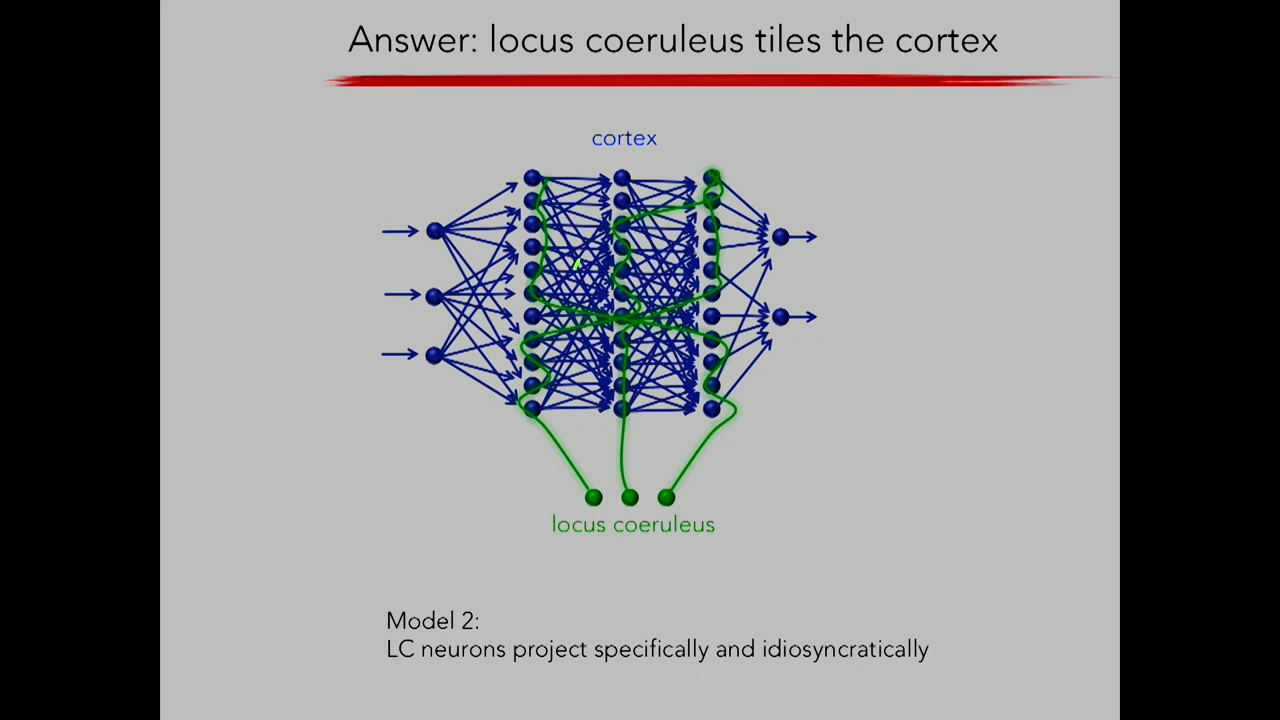 Answer: locus coeruleus tiles the cortex
cortex
locus coeruleus
Model 2:
LC neurons project specifically and idiosyncratically